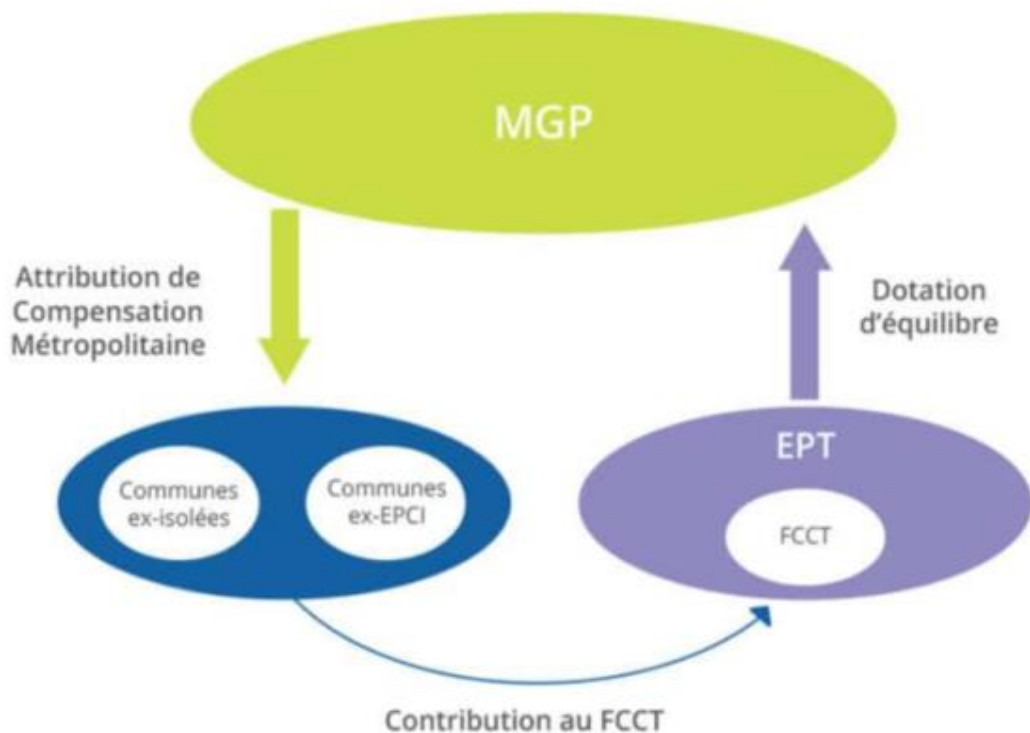 MGP
Attribution de
Compensation
Métropolitaine
Dotation
d'équilibre
Communes
ex-isolées
Communes
ex-EPCI
EPT
FCCT
Contribution au FCCT